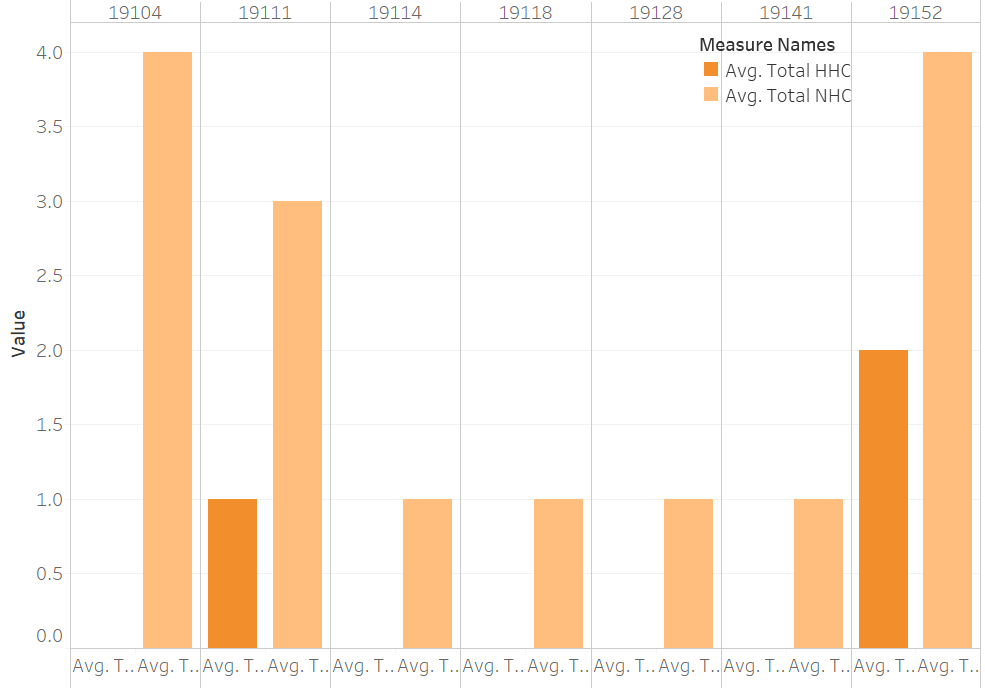 19104 19111 19114 19118 19128 19141 19152
Measure Names
Avg. Total HHC
Avg. Total NHC
4.0
3.5
3.0
2.5
2.0
1.5
1.0
0.5
0.0
Value
Avg. T.. Avg. T.. Avg. T.. Avg. T.. Avg. T.. Avg. T.. Avg. T.. Avg. T.. Avg. T.. Avg. T.. Avg. T.. Avg. T.. Avg. T.. Avg. T..